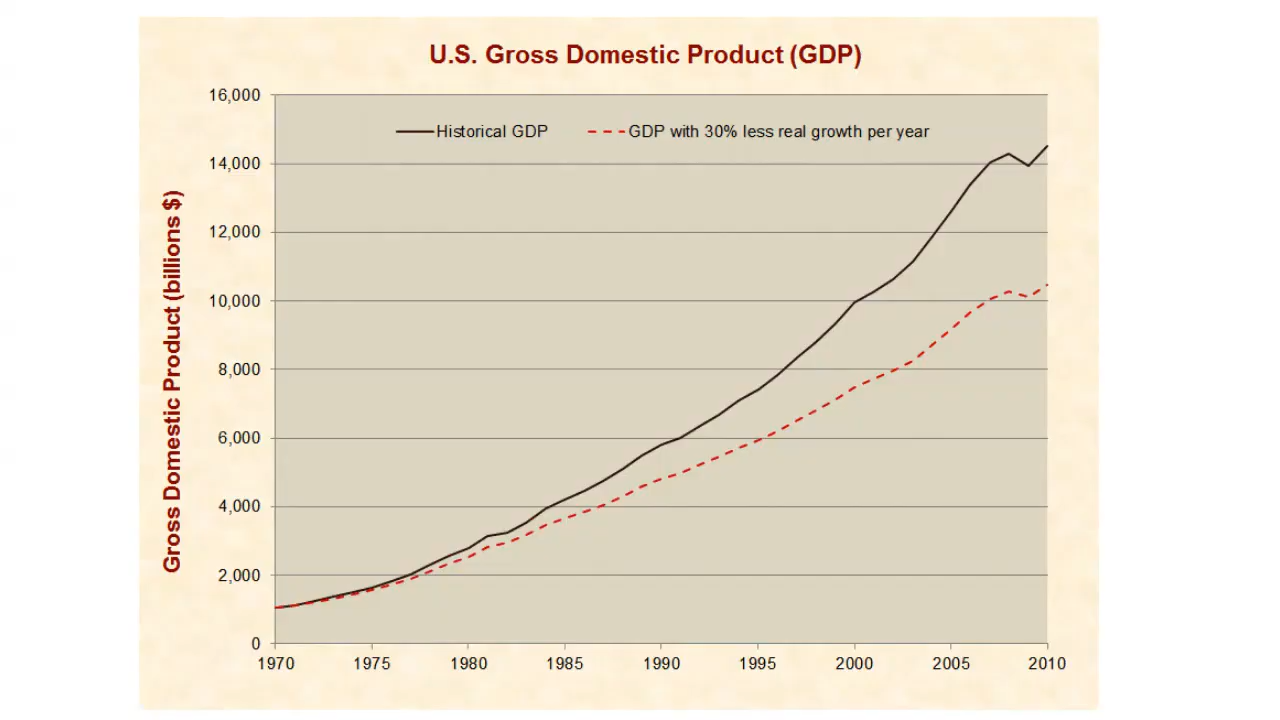 U.S. Gross Domestic Product (GDP)
Gross Domestic Product (billions $)
16,000
14,000
12,000
10,000
8,000
6,000
4,000
2,000
0
Historical GDP
GDP with 30% less real growth per year
1970 1975 1980 1985 1990 1995 2000 2005 2010